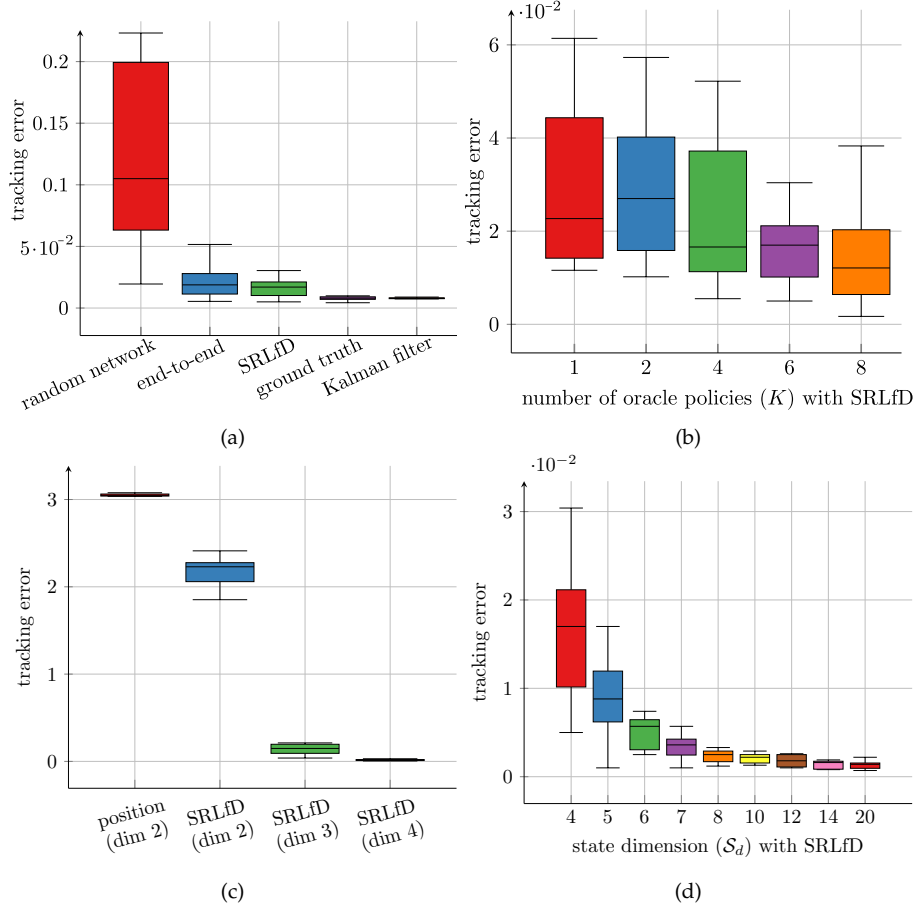 0.2
0.15
0.1
5·10⁻²
0
tracking error
random network
end-to-end
SRLfD
ground truth
Kalman filter
(a)
·10⁻²
6
4
2
0
tracking error
1 2 4 6 8
number of oracle policies (K) with SRLfD
(b)
3
2
1
0
tracking error
position
(dim 2)
SRLfD
(dim 2)
SRLfD
(dim 3)
SRLfD
(dim 4)
(c)
·10⁻²
3
2
1
0
tracking error
4 5 6 7 8 10 12 14 20
state dimension (𝒮_d) with SRLfD
(d)